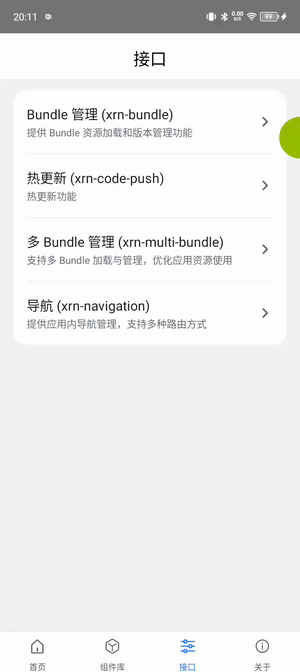 20:11
0.00
B/S
99
接口
Bundle 管理 (xrn-bundle)
提供 Bundle 资源加载和版本管理功能
热更新 (xrn-code-push)
热更新功能
多 Bundle 管理 (xrn-multi-bundle)
支持多 Bundle 加载与管理，优化应用资源使用
导航 (xrn-navigation)
提供应用内导航管理，支持多种路由方式
首页
组件库
接口
关于